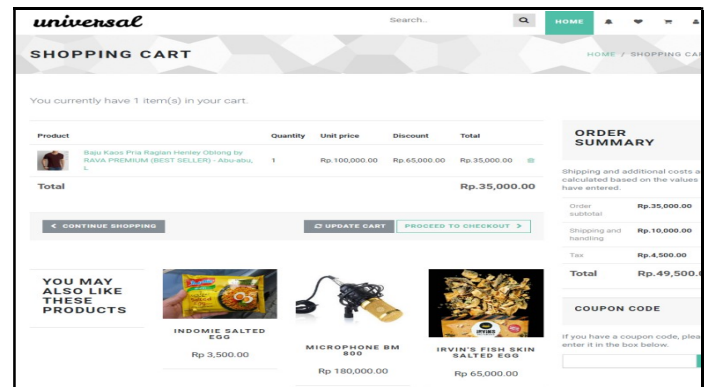 universal
Search..
HOME
SHOPPING CART
HOME / SHOPPING CAR
You currently have 1 item(s) in your cart.
Product Quantity Unit price Discount Total
Baju Kaos Pria Raglan Henley Oblong by
RAVA PREMIUM (BEST SELLER) - Abu-abu,
L
1 Rp.100,000.00 Rp.65,000.00 Rp.35,000.00
Total Rp.35,000.00
CONTINUE SHOPPING
UPDATE CART
PROCEED TO CHECKOUT
ORDER
SUMMARY
Shipping and additional costs a
calculated based on the values
have entered.
Order
subtotal
Rp.35,000.00
Shipping and
handling
Rp.10,000.00
Tax Rp.4,500.00
Total Rp.49,500.
COUPON CODE
If you have a coupon code, plea
enter it in the box below.
YOU MAY
ALSO LIKE
THESE
PRODUCTS
INDOMIE SALTED
EGG
Rp 3,500.00
MICROPHONE BM
800
Rp 180,000.00
IRVINS
IRVIN'S FISH SKIN
SALTED EGG
Rp 65,000.00